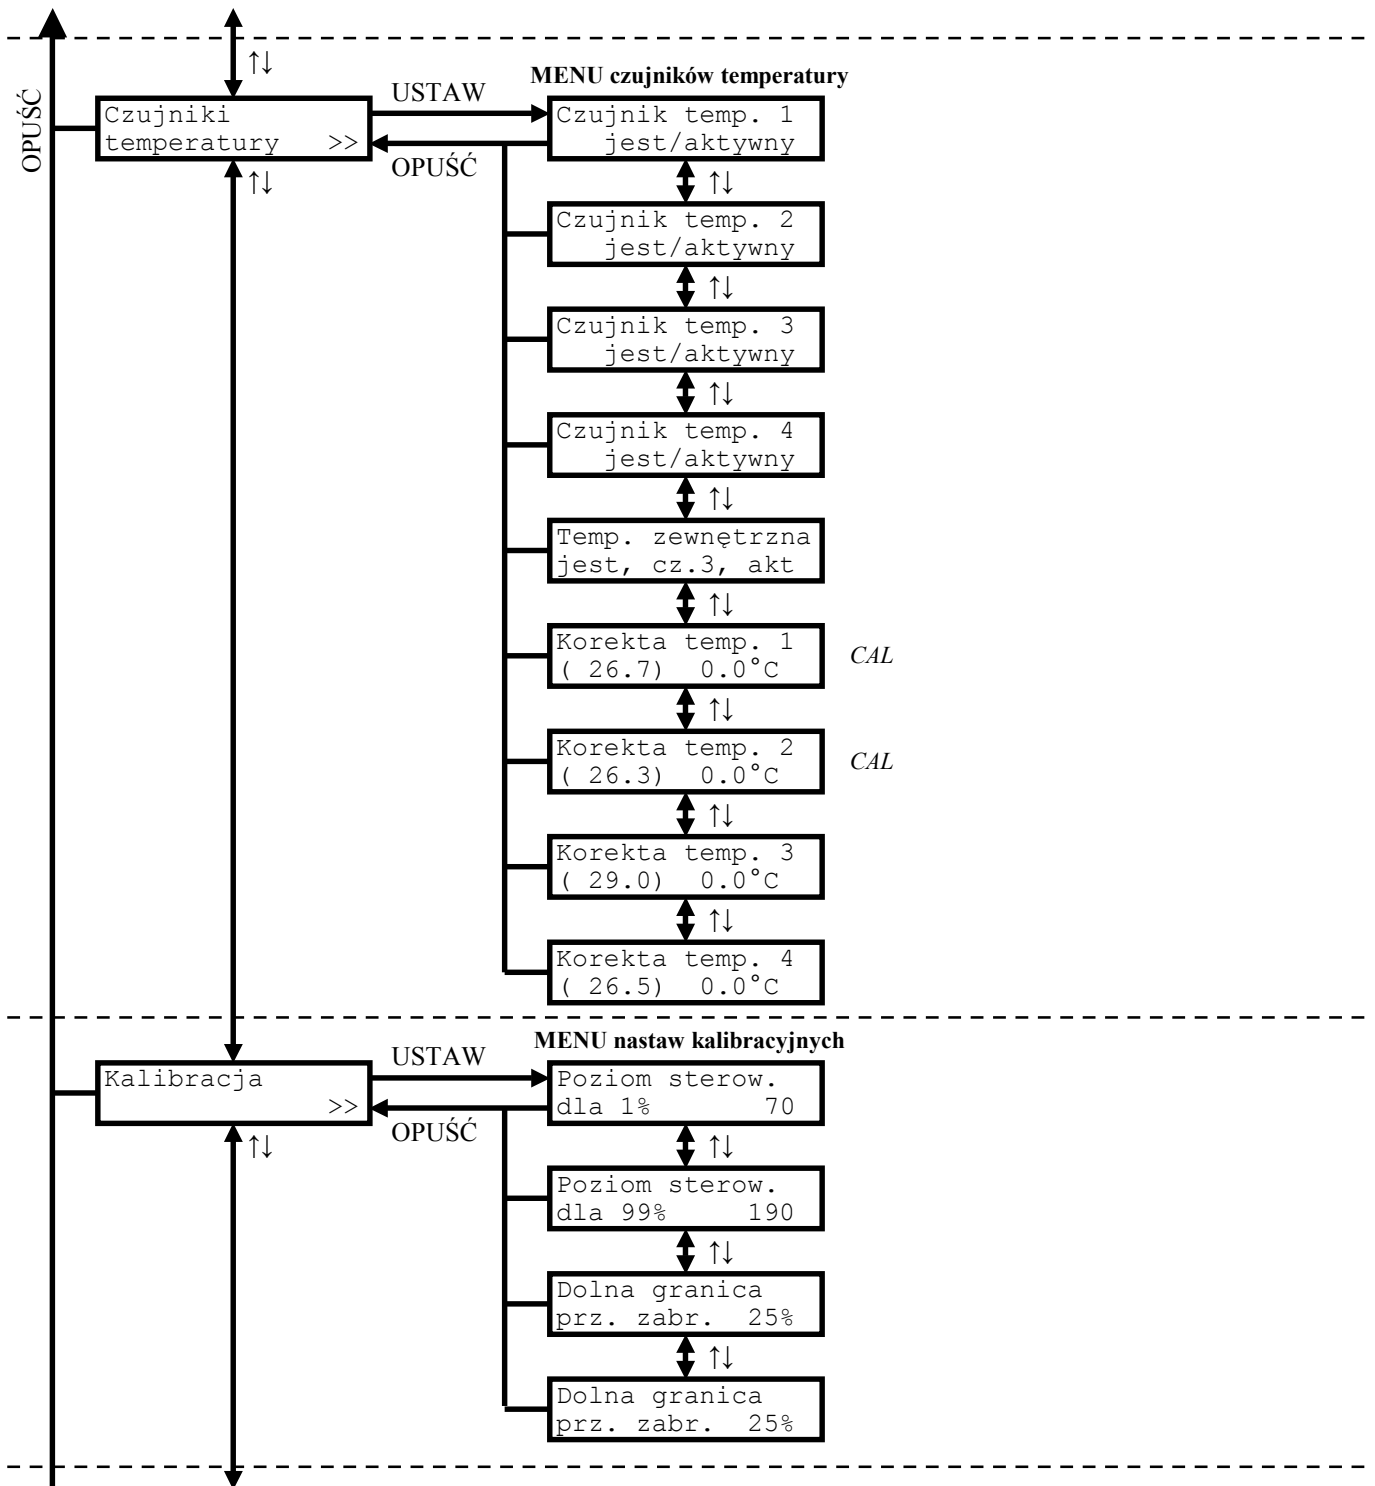 ↑↓
MENU czujników temperatury
OPUŚĆ
USTAW
Czujniki
temperatury >>
OPUŚĆ
↑↓
Czujnik temp. 1
jest/aktywny
↑↓
Czujnik temp. 2
jest/aktywny
↑↓
Czujnik temp. 3
jest/aktywny
↑↓
Czujnik temp. 4
jest/aktywny
↑↓
Temp. zewnętrzna
jest, cz.3, akt
↑↓
Korekta temp. 1
( 26.7) 0.0°C
CAL
↑↓
Korekta temp. 2
( 26.3) 0.0°C
CAL
↑↓
Korekta temp. 3
( 29.0) 0.0°C
↑↓
Korekta temp. 4
( 26.5) 0.0°C
MENU nastaw kalibracyjnych
USTAW
Kalibracja
>>
OPUŚĆ
↑↓
Poziom sterow.
dla 1% 70
↑↓
Poziom sterow.
dla 99% 190
↑↓
Dolna granica
prz. zabr. 25%
↑↓
Dolna granica
prz. zabr. 25%